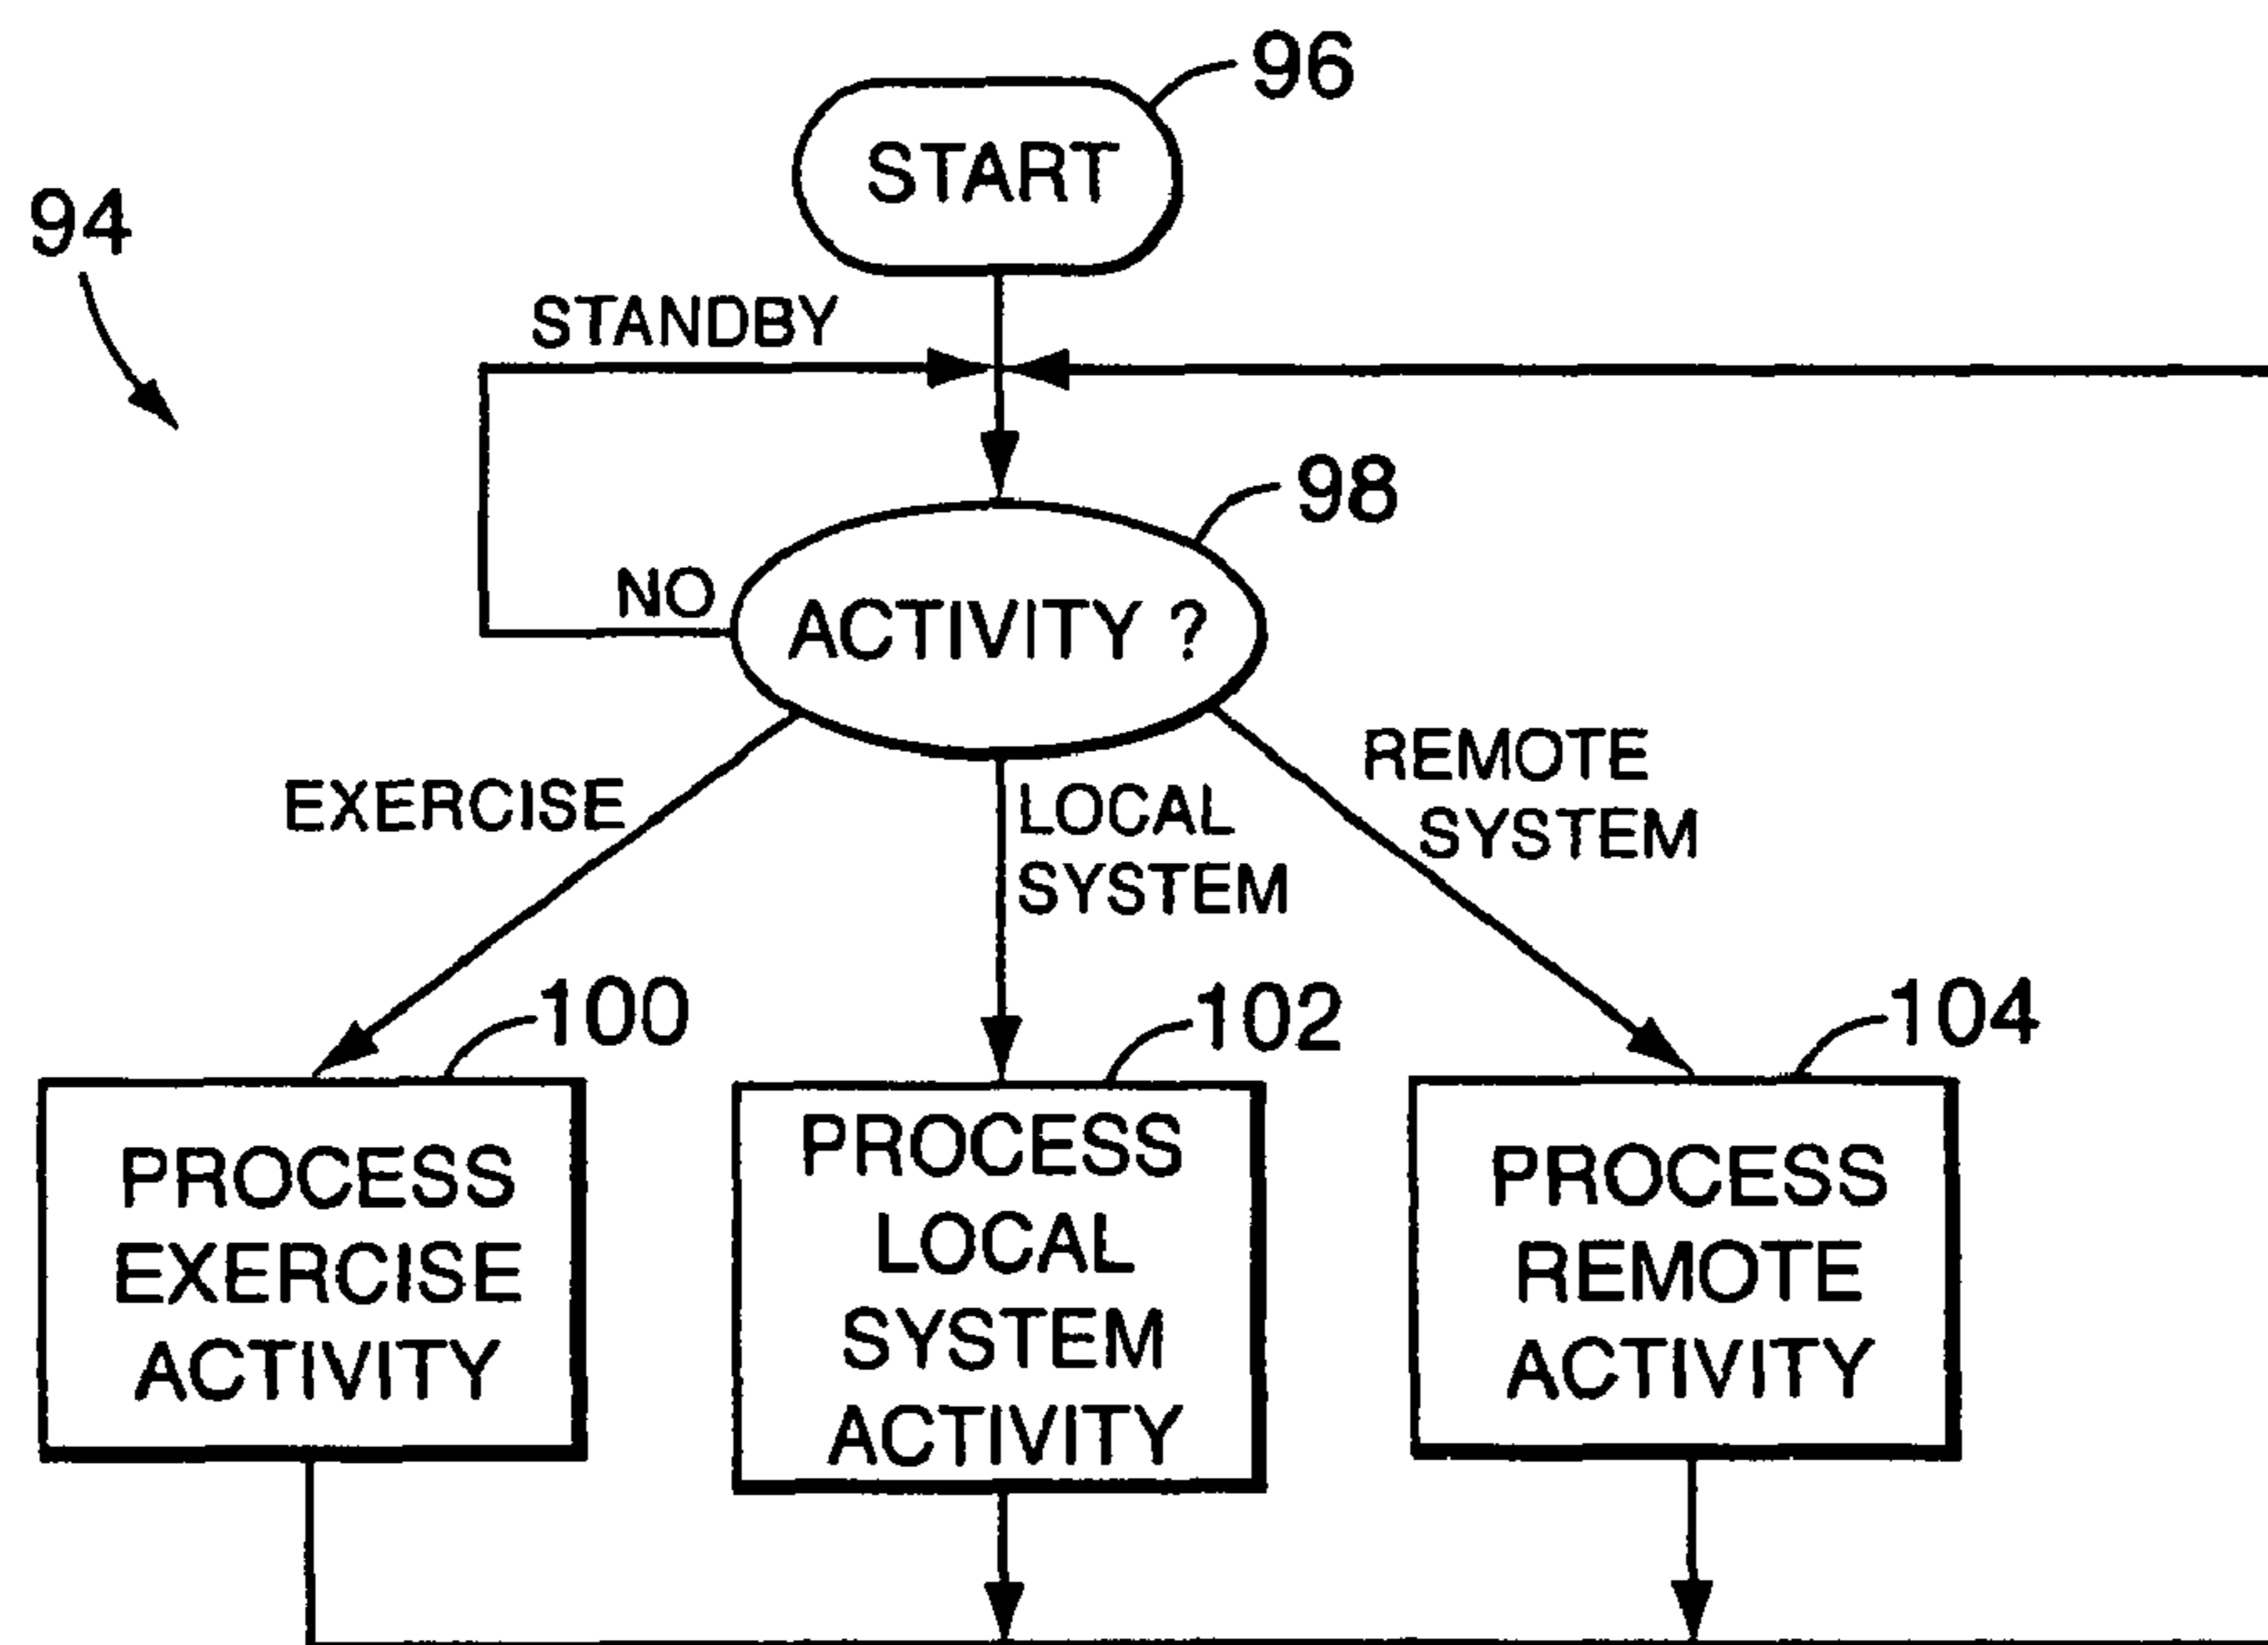 96
START
94
STANDBY
98
NO
ACTIVITY ?
EXERCISE
LOCAL
SYSTEM
REMOTE
SYSTEM
100
102
104
PROCESS
EXERCISE
ACTIVITY
PROCESS
LOCAL
SYSTEM
ACTIVITY
PROCESS
REMOTE
ACTIVITY